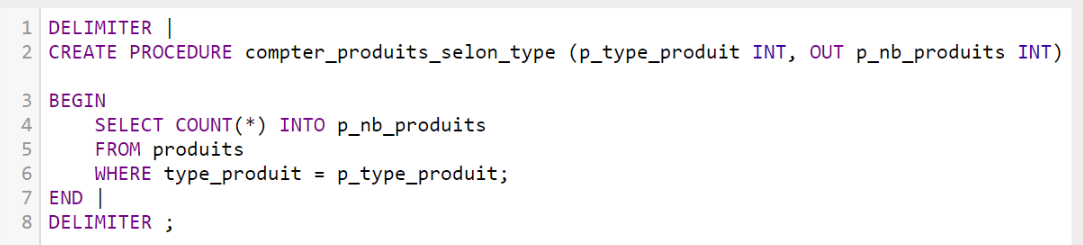 1 DELIMITER |
2 CREATE PROCEDURE compter_produits_selon_type (p_type_produit INT, OUT p_nb_produits INT)
3 BEGIN
4     SELECT COUNT(*) INTO p_nb_produits
5     FROM produits
6     WHERE type_produit = p_type_produit;
7 END |
8 DELIMITER ;